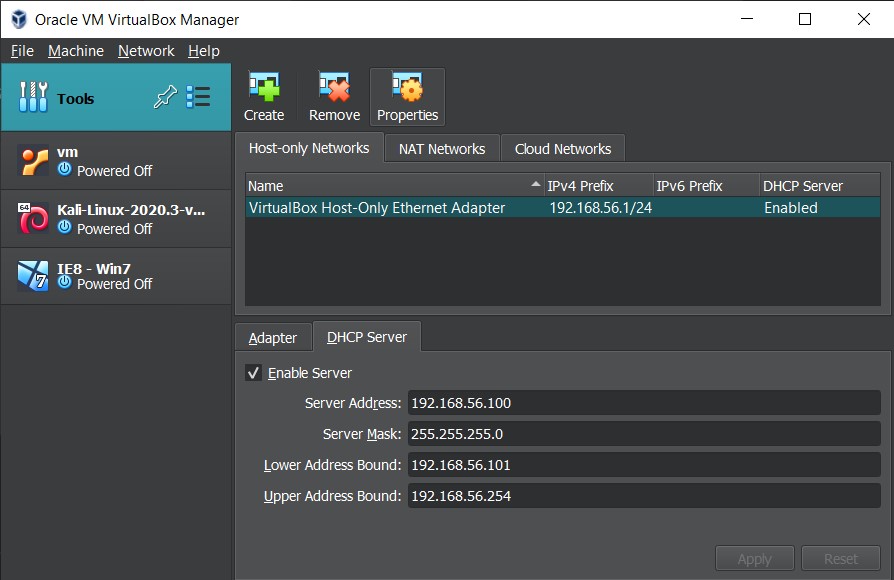 Oracle VM VirtualBox Manager
File Machine Network Help
Tools
vm
Powered Off
64
Kali-Linux-2020.3-v...
Powered Off
7
IE8 - Win7
Powered Off
Create Remove Properties
Host-only Networks NAT Networks Cloud Networks
Name IPv4 Prefix IPv6 Prefix DHCP Server
VirtualBox Host-Only Ethernet Adapter 192.168.56.1/24 Enabled
Adapter DHCP Server
Enable Server
Server Address: 192.168.56.100
Server Mask: 255.255.255.0
Lower Address Bound: 192.168.56.101
Upper Address Bound: 192.168.56.254
Apply Reset